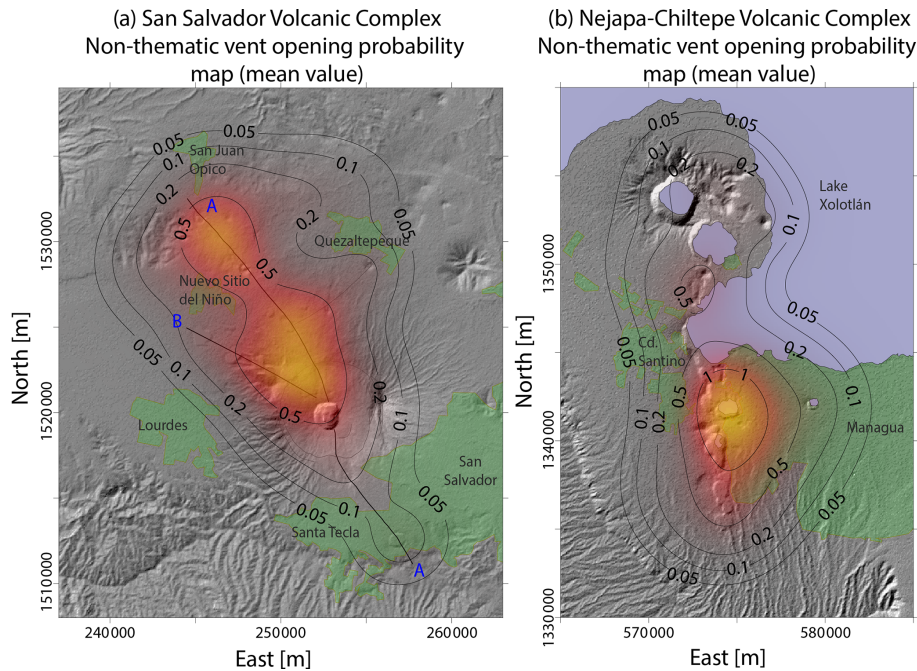 (a) San Salvador Volcanic Complex
Non-thematic vent opening probability
map (mean value)
0.05
0.05
0.1
San Juan
Opico
0.1
0.2
A
0.2
0.05
0.5
Quezaltepeque
0.5
Nuevo Sitio
del Niño
B
0.05
0.1
0.2
0.2
0.5
0.1
Lourdes
San
Salvador
0.05
0.05
Santa Tecla
A
North [m]
1530000
1520000
1510000
240000
250000
260000
East [m]
(b) Nejapa-Chiltepe Volcanic Complex
Non-thematic vent opening probability
map (mean value)
0.05
0.05
0.1
0.2
0.2
Lake
Xolotlán
0.1
0.5
0.05
0.05
Cd.
Santino
0.2
1
1
0.5
0.1
0.1
0.2
Managua
0.5
0.05
0.2
0.1
0.05
North [m]
1350000
1340000
1330000
570000
580000
East [m]